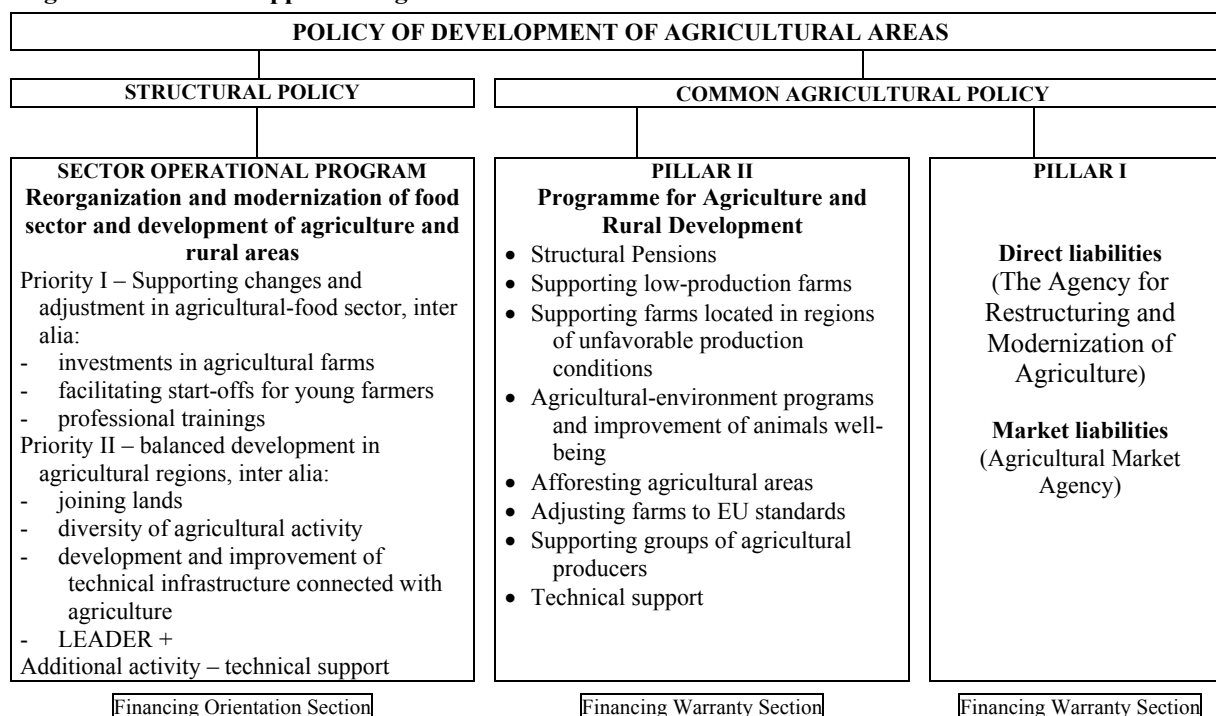 POLICY OF DEVELOPMENT OF AGRICULTURAL AREAS
STRUCTURAL POLICY
COMMON AGRICULTURAL POLICY
SECTOR OPERATIONAL PROGRAM
Reorganization and modernization of food
sector and development of agriculture and
rural areas
Priority I – Supporting changes and
adjustment in agricultural-food sector, inter
alia:
- investments in agricultural farms
- facilitating start-offs for young farmers
- professional trainings
Priority II – balanced development in
agricultural regions, inter alia:
- joining lands
- diversity of agricultural activity
- development and improvement of
technical infrastructure connected with
agriculture
- LEADER +
Additional activity – technical support
PILLAR II
Programme for Agriculture and
Rural Development
• Structural Pensions
• Supporting low-production farms
• Supporting farms located in regions
of unfavorable production
conditions
• Agricultural-environment programs
and improvement of animals well-
being
• Afforesting agricultural areas
• Adjusting farms to EU standards
• Supporting groups of agricultural
producers
• Technical support
PILLAR I
Direct liabilities
(The Agency for
Restructuring and
Modernization of
Agriculture)
Market liabilities
(Agricultural Market
Agency)
Financing Orientation Section
Financing Warranty Section
Financing Warranty Section